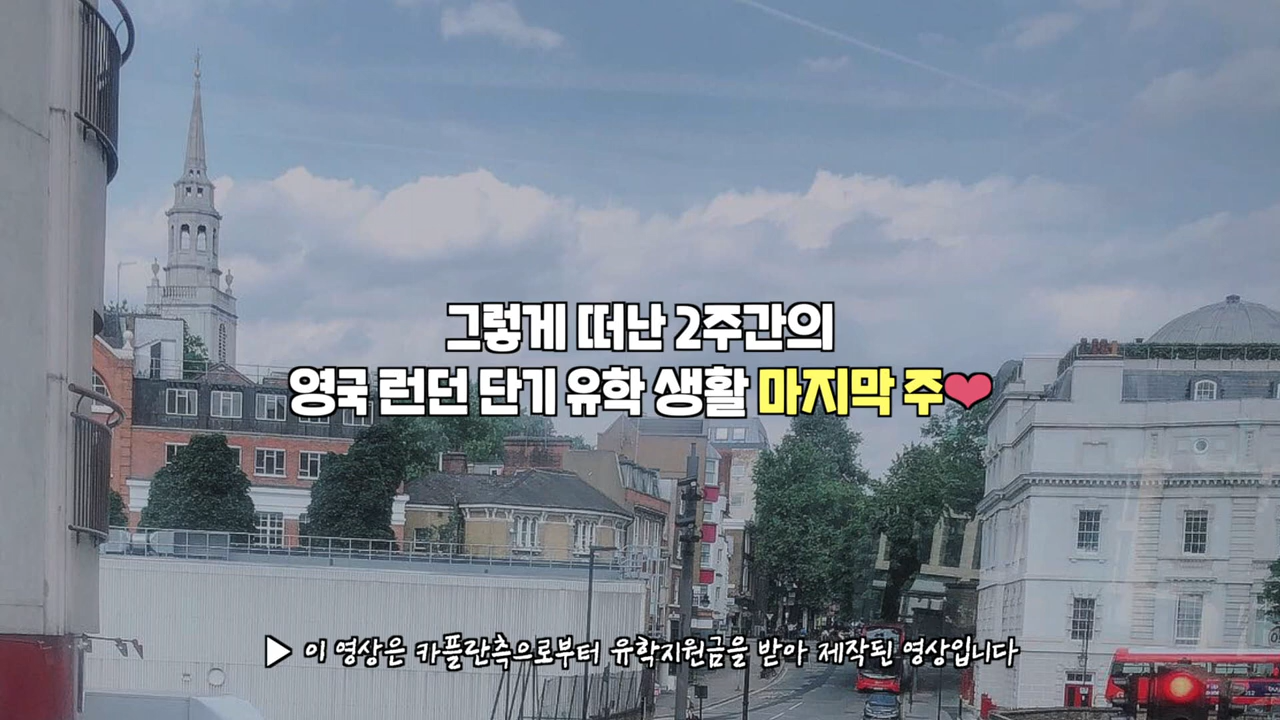 그렇게 떠난 2주간의
영국 런던 단기 유학 생활 마지막 주❤
▶ 이 영상은 카플란측으로부터 유학지원금을 받아 제작된 영상입니다